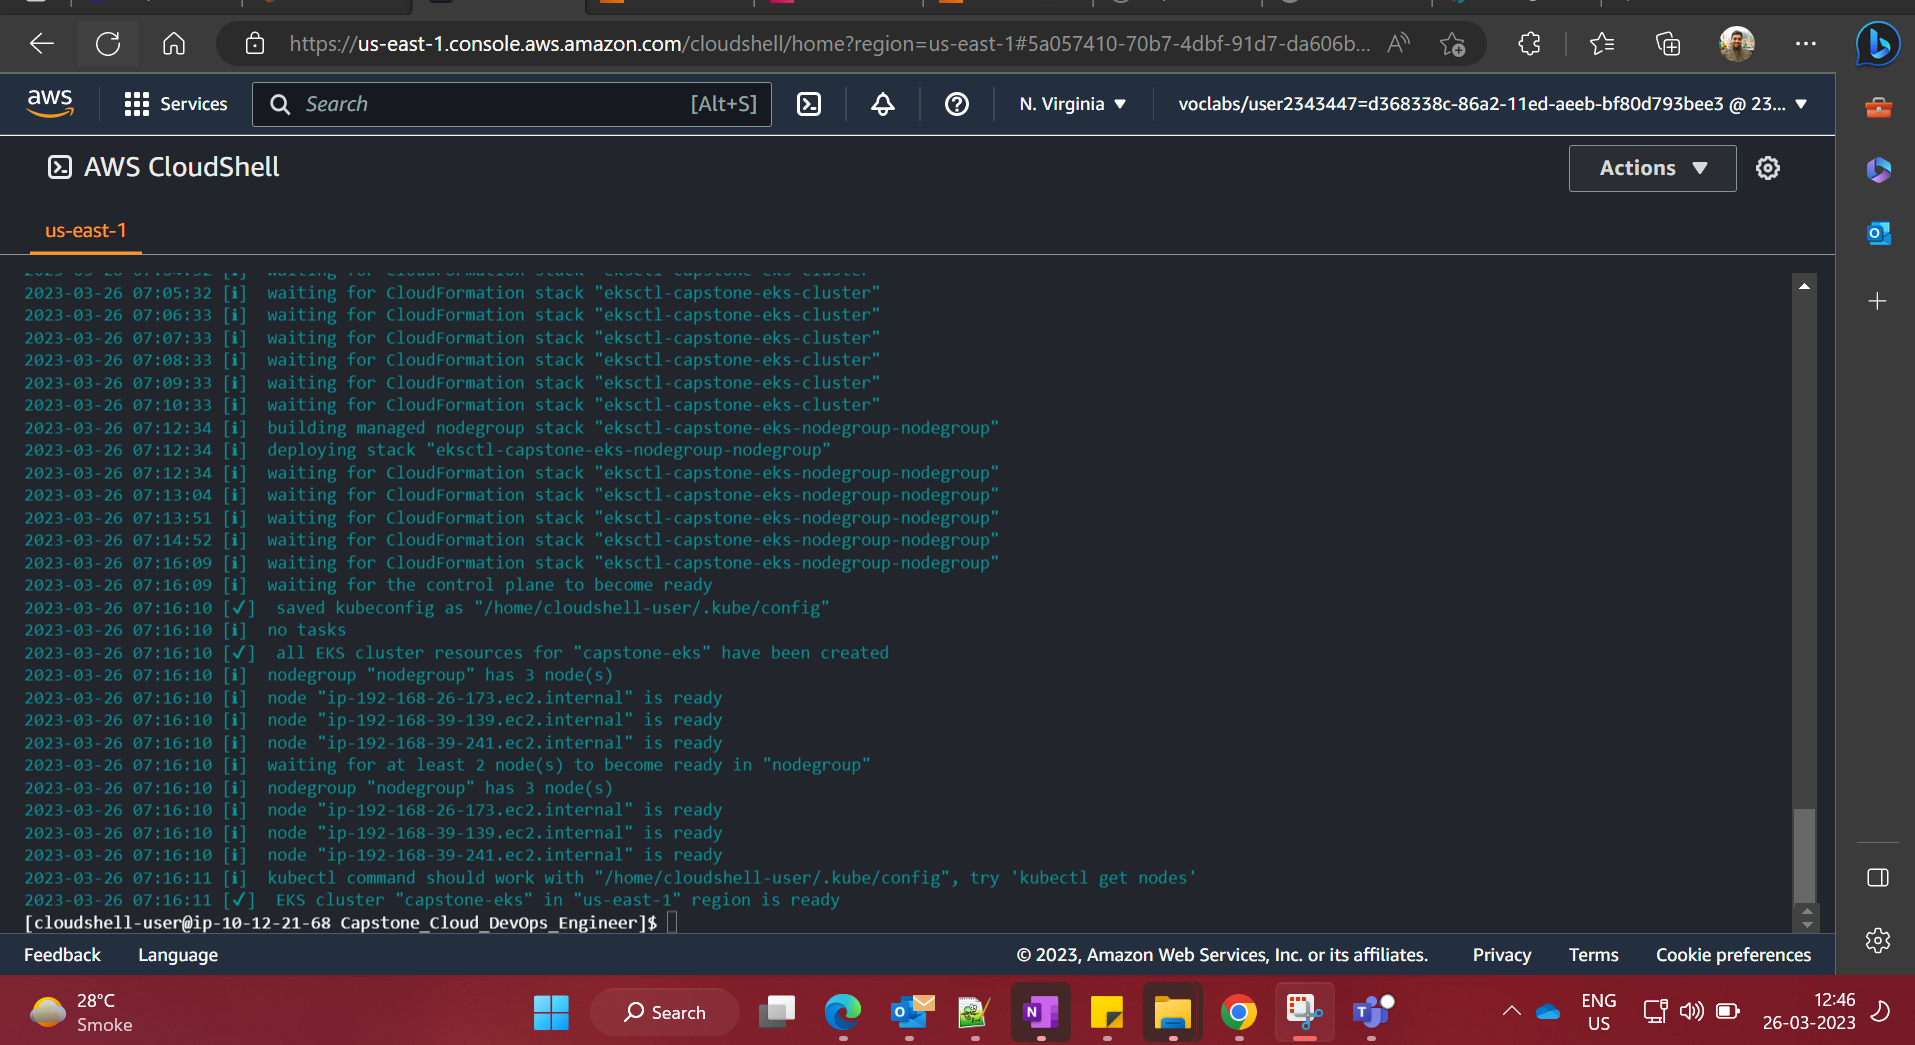 https://us-east-1.console.aws.amazon.com/cloudshell/home?region=us-east-1#5a057410-70b7-4dbf-91d7-da606b...
aws
Services
Search
[Alt+S]
N. Virginia
voclabs/user2343447=d368338c-86a2-11ed-aeeb-bf80d793bee3 @ 23...
AWS CloudShell
Actions
us-east-1
2023-03-26 07:04:32 [i]  waiting for CloudFormation stack "eksctl-capstone-eks-cluster"
2023-03-26 07:05:32 [i]  waiting for CloudFormation stack "eksctl-capstone-eks-cluster"
2023-03-26 07:06:33 [i]  waiting for CloudFormation stack "eksctl-capstone-eks-cluster"
2023-03-26 07:07:33 [i]  waiting for CloudFormation stack "eksctl-capstone-eks-cluster"
2023-03-26 07:08:33 [i]  waiting for CloudFormation stack "eksctl-capstone-eks-cluster"
2023-03-26 07:09:33 [i]  waiting for CloudFormation stack "eksctl-capstone-eks-cluster"
2023-03-26 07:10:33 [i]  waiting for CloudFormation stack "eksctl-capstone-eks-cluster"
2023-03-26 07:12:34 [i]  building managed nodegroup stack "eksctl-capstone-eks-nodegroup-nodegroup"
2023-03-26 07:12:34 [i]  deploying stack "eksctl-capstone-eks-nodegroup-nodegroup"
2023-03-26 07:12:34 [i]  waiting for CloudFormation stack "eksctl-capstone-eks-nodegroup-nodegroup"
2023-03-26 07:13:04 [i]  waiting for CloudFormation stack "eksctl-capstone-eks-nodegroup-nodegroup"
2023-03-26 07:13:51 [i]  waiting for CloudFormation stack "eksctl-capstone-eks-nodegroup-nodegroup"
2023-03-26 07:14:52 [i]  waiting for CloudFormation stack "eksctl-capstone-eks-nodegroup-nodegroup"
2023-03-26 07:16:09 [i]  waiting for CloudFormation stack "eksctl-capstone-eks-nodegroup-nodegroup"
2023-03-26 07:16:09 [i]  waiting for the control plane to become ready
2023-03-26 07:16:10 [✓]  saved kubeconfig as "/home/cloudshell-user/.kube/config"
2023-03-26 07:16:10 [i]  no tasks
2023-03-26 07:16:10 [✓]  all EKS cluster resources for "capstone-eks" have been created
2023-03-26 07:16:10 [i]  nodegroup "nodegroup" has 3 node(s)
2023-03-26 07:16:10 [i]  node "ip-192-168-26-173.ec2.internal" is ready
2023-03-26 07:16:10 [i]  node "ip-192-168-39-139.ec2.internal" is ready
2023-03-26 07:16:10 [i]  node "ip-192-168-39-241.ec2.internal" is ready
2023-03-26 07:16:10 [i]  waiting for at least 2 node(s) to become ready in "nodegroup"
2023-03-26 07:16:10 [i]  nodegroup "nodegroup" has 3 node(s)
2023-03-26 07:16:10 [i]  node "ip-192-168-26-173.ec2.internal" is ready
2023-03-26 07:16:10 [i]  node "ip-192-168-39-139.ec2.internal" is ready
2023-03-26 07:16:10 [i]  node "ip-192-168-39-241.ec2.internal" is ready
2023-03-26 07:16:11 [i]  kubectl command should work with "/home/cloudshell-user/.kube/config", try 'kubectl get nodes'
2023-03-26 07:16:11 [✓]  EKS cluster "capstone-eks" in "us-east-1" region is ready
[cloudshell-user@ip-10-12-21-68 Capstone_Cloud_DevOps_Engineer]$
Feedback
Language
© 2023, Amazon Web Services, Inc. or its affiliates.
Privacy
Terms
Cookie preferences
28°C
Smoke
Search
ENG
US
12:46
26-03-2023